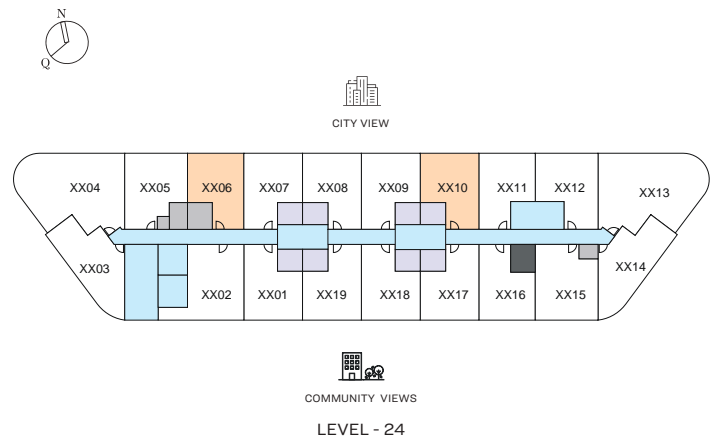 N
Q
CITY VIEW
XX04 XX05 XX06 XX07 XX08 XX09 XX10 XX11 XX12 XX13
XX03 XX14
XX02 XX01 XX19 XX18 XX17 XX16 XX15
COMMUNITY VIEWS
LEVEL - 24